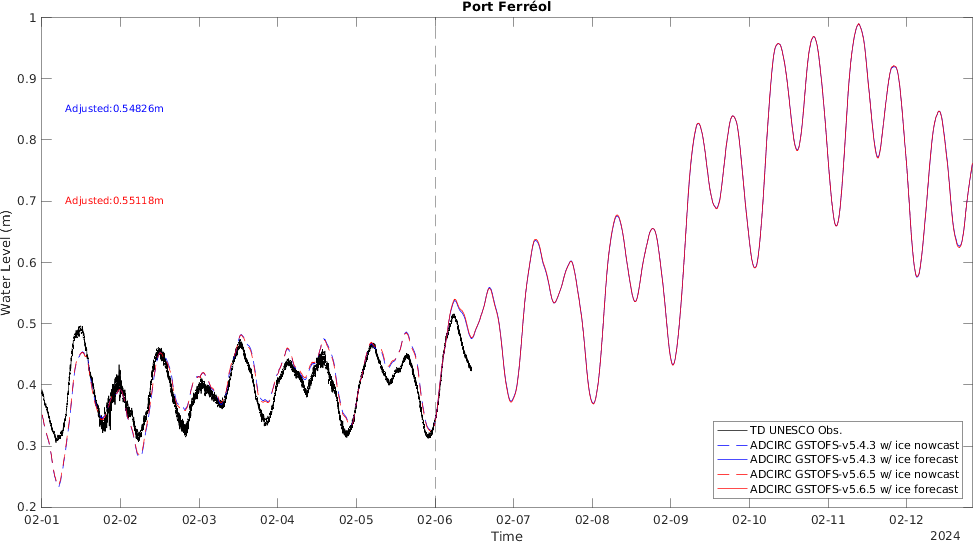 Port Ferréol
1
0.9
0.8
0.7
0.6
0.5
0.4
0.3
0.2
Water Level (m)
Adjusted:0.54826m
Adjusted:0.55118m
TD UNESCO Obs.
ADCIRC GSTOFS-v5.4.3 w/ ice nowcast
ADCIRC GSTOFS-v5.4.3 w/ ice forecast
ADCIRC GSTOFS-v5.6.5 w/ ice nowcast
ADCIRC GSTOFS-v5.6.5 w/ ice forecast
02-01 02-02 02-03 02-04 02-05 02-06 02-07 02-08 02-09 02-10 02-11 02-12
Time
2024